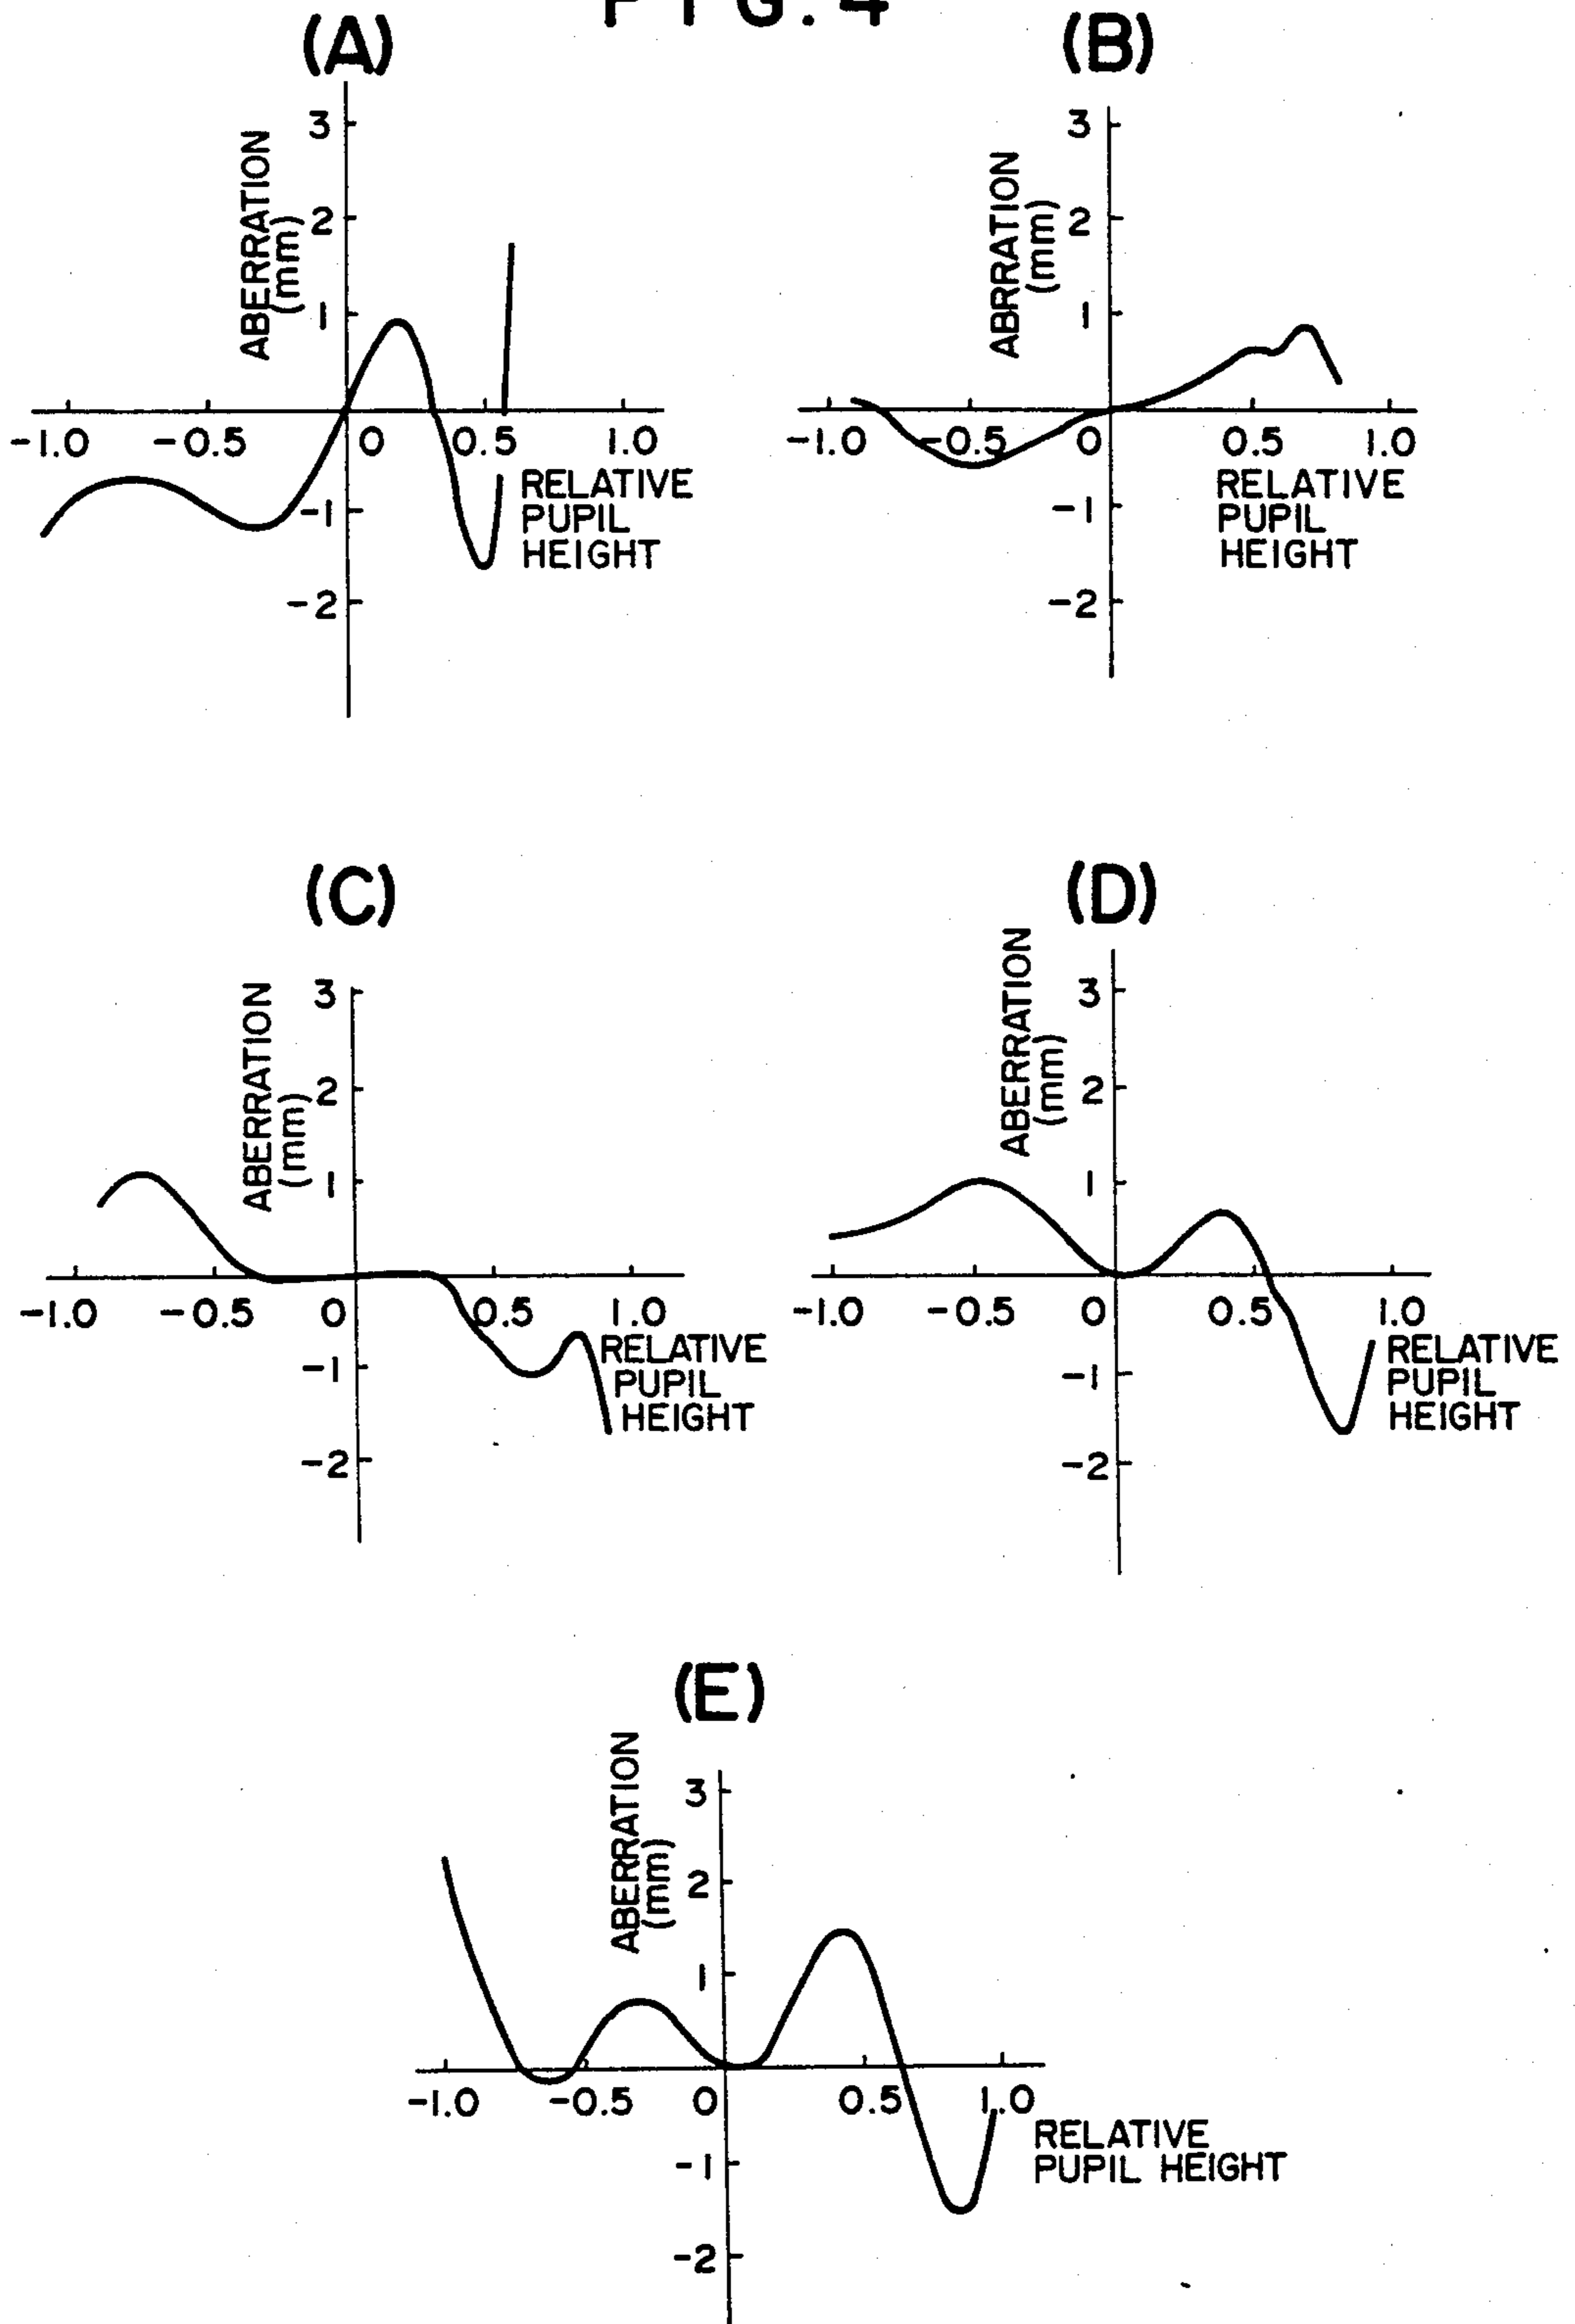 FIG. 4
(A)
ABERRATION
(mm)
3
2
1
-1.0
-0.5
0
0.5
1.0
-1
-2
RELATIVE
PUPIL
HEIGHT
(B)
ABRRATION
(mm)
3
2
1
-1.0
-0.5
0
0.5
1.0
-1
-2
RELATIVE
PUPIL
HEIGHT
(C)
ABERRATION
(mm)
3
2
1
-1.0
-0.5
0
0.5
1.0
-1
-2
RELATIVE
PUPIL
HEIGHT
(D)
ABERRATION
(mm)
3
2
1
-1.0
-0.5
0
0.5
1.0
-1
-2
RELATIVE
PUPIL
HEIGHT
(E)
ABERRATION
(mm)
3
2
1
-1.0
-0.5
0
0.5
1.0
-1
-2
RELATIVE
PUPIL HEIGHT